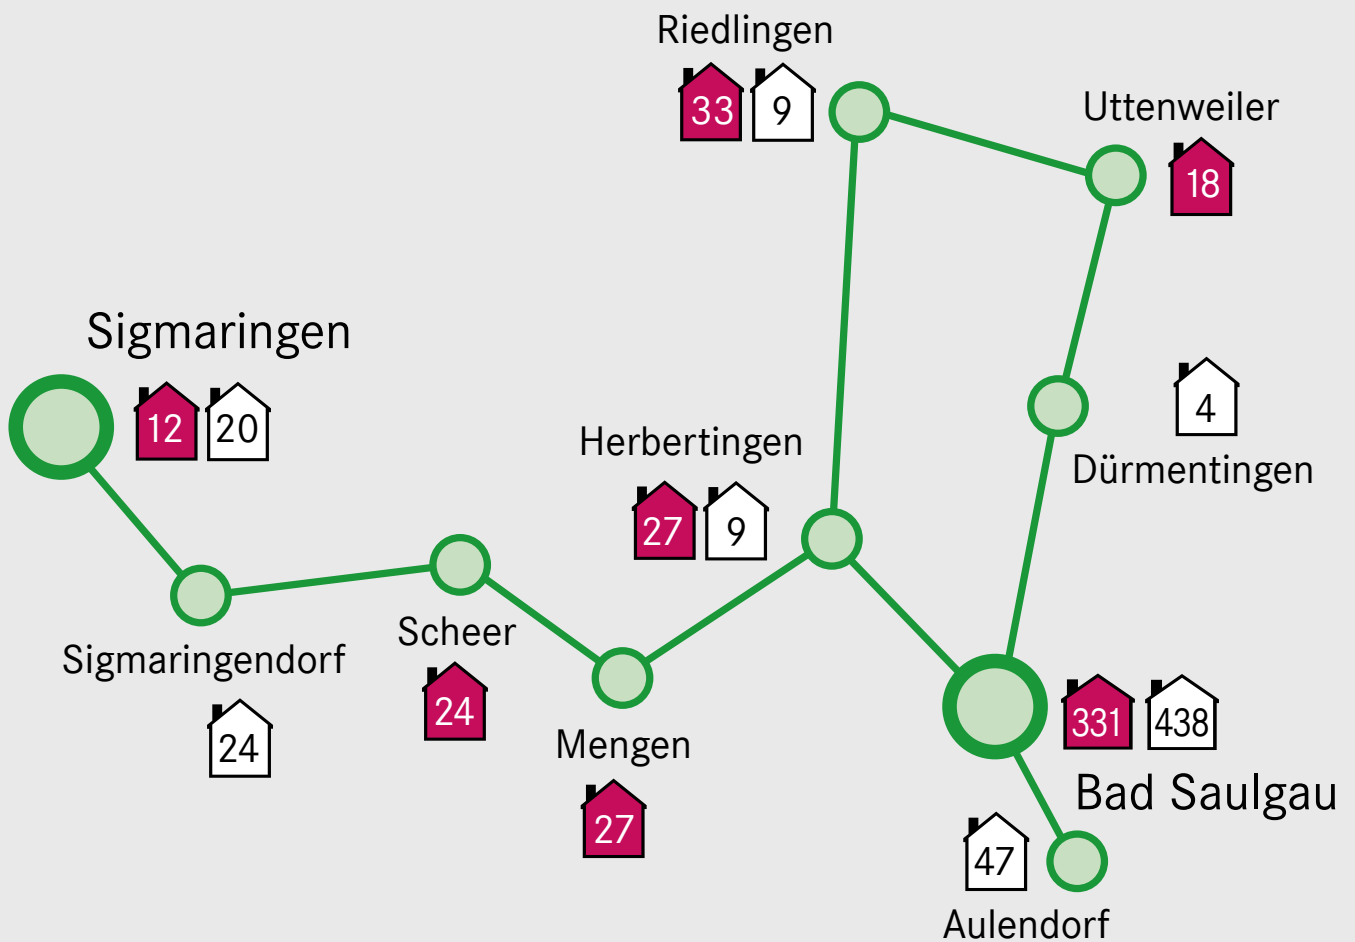 Riedlingen
33 9
Uttenweiler
18
Sigmaringen
12 20
4
Dürmentingen
Herbertingen
27 9
Scheer
24
Sigmaringendorf
24
Mengen
27
331 438
Bad Saulgau
47
Aulendorf